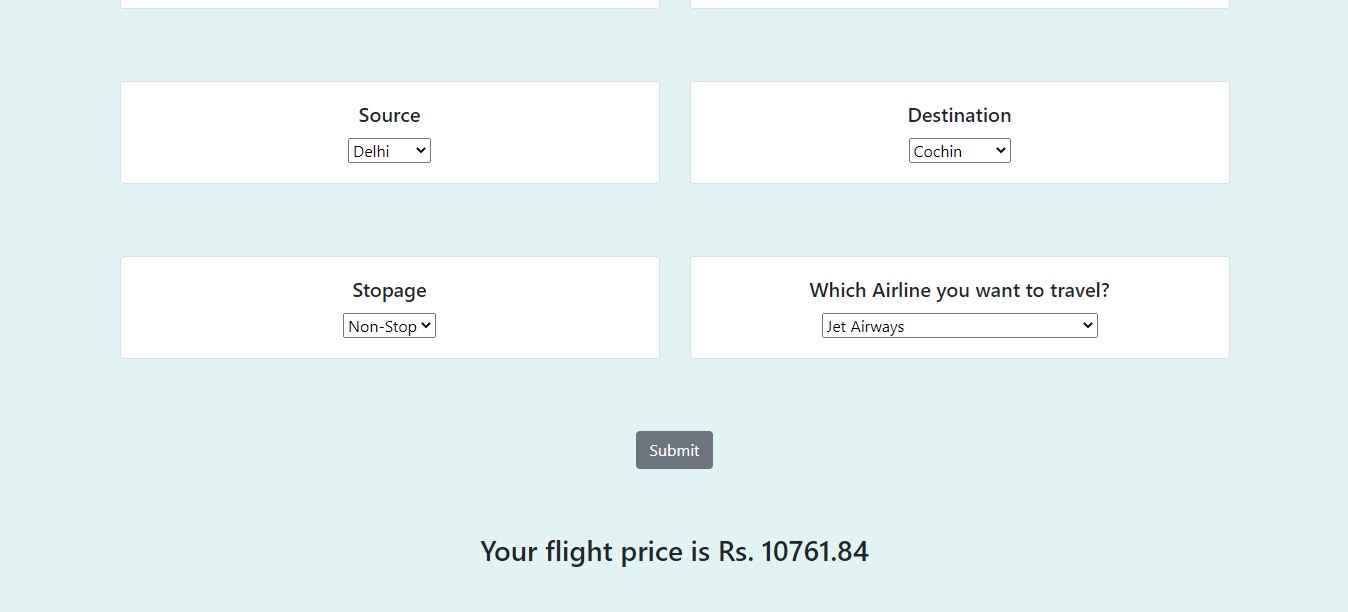 Source
Destination
Delhi
Cochin
Stopage
Which Airline you want to travel?
Non-Stop
Jet Airways
Submit
Your flight price is Rs. 10761.84